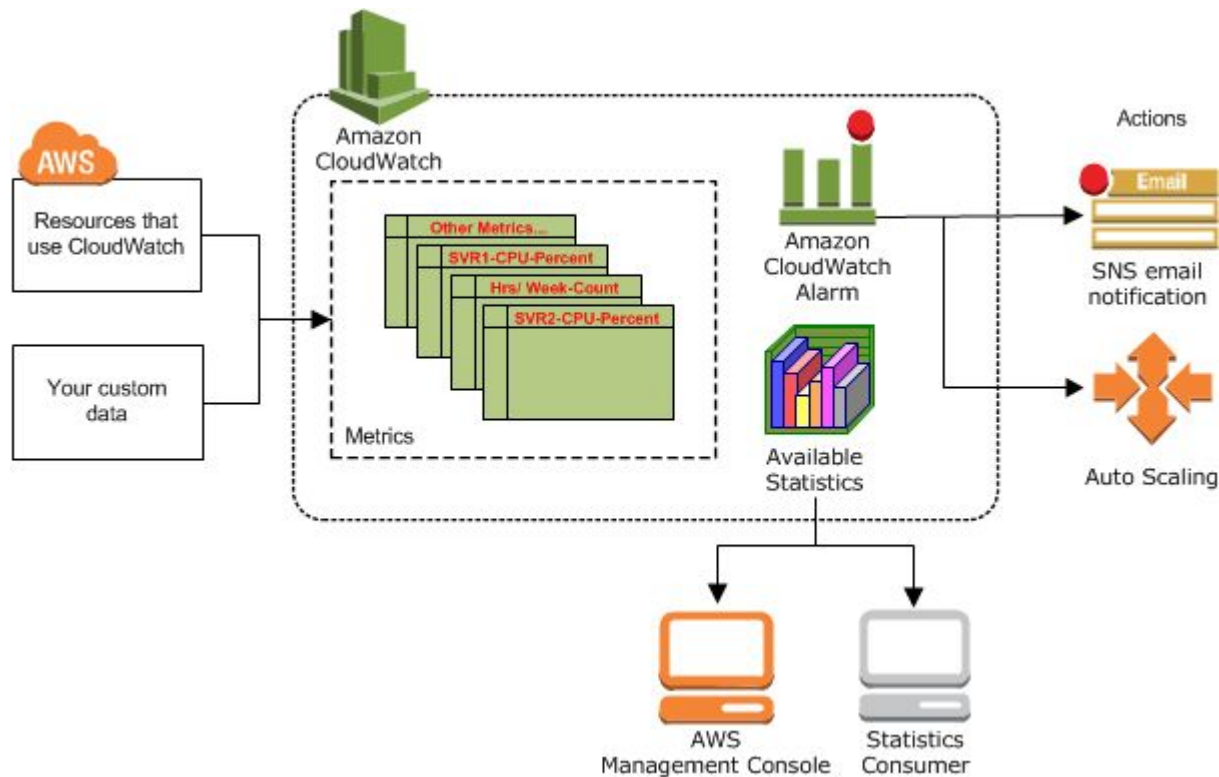 Amazon
CloudWatch
AWS
Resources that
use CloudWatch
Your custom
data
Other Metrics...
SVR1-CPU-Percent
Hrs/ Week-Count
SVR2-CPU-Percent
Metrics
Amazon
CloudWatch
Alarm
Available
Statistics
Actions
Email
SNS email
notification
Auto Scaling
AWS
Management Console
Statistics
Consumer